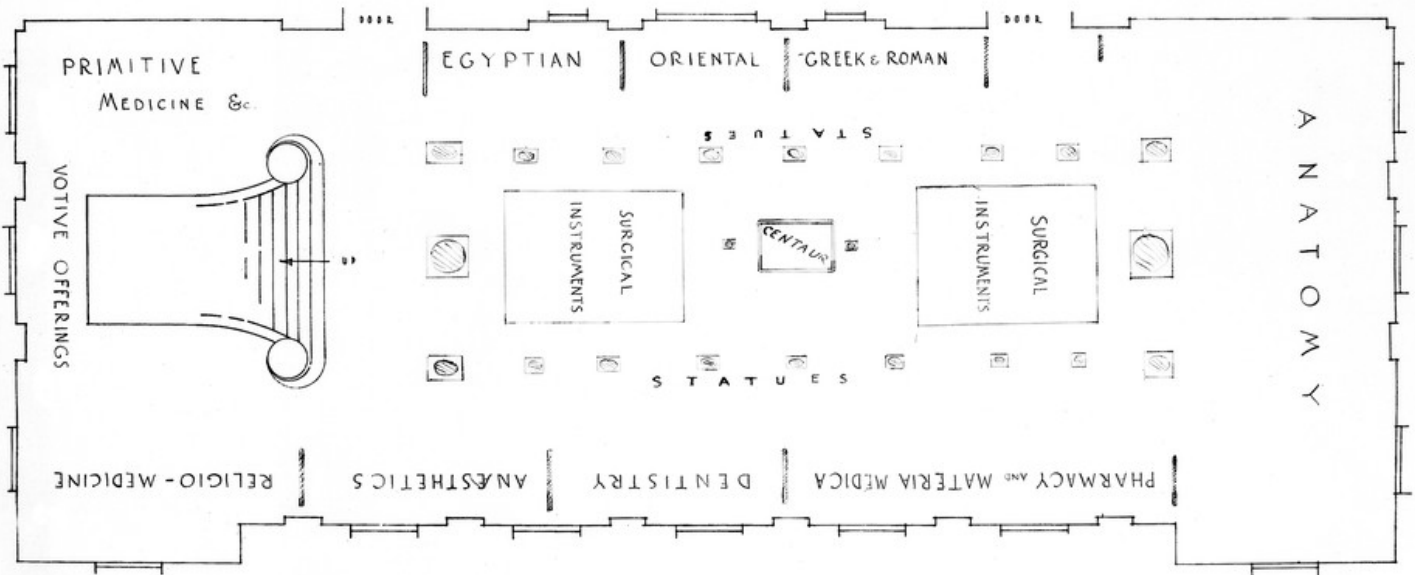 DOOR
DOOR
PRIMITIVE
MEDICINE &c.
EGYPTIAN
ORIENTAL
GREEK & ROMAN
STATUES
VOTIVE OFFERINGS
UP
SURGICAL
INSTRUMENTS
CENTAUR
SURGICAL
INSTRUMENTS
ANATOMY
STATUES
RELIGIO-MEDICINE
ANÆSTHETICS
DENTISTRY
PHARMACY AND MATERIA MEDICA